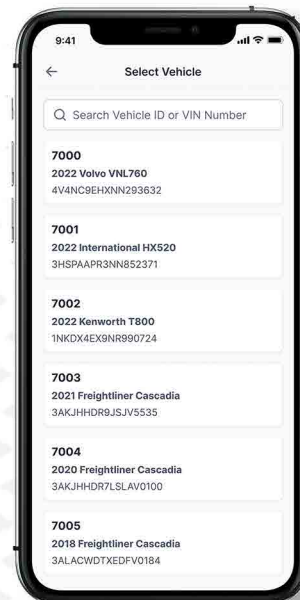 9:41
Select Vehicle
Search Vehicle ID or VIN Number
7000
2022 Volvo VNL760
4V4NC9EHXNN293632
7001
2022 International HX520
3HSPAAPR3NN852371
7002
2022 Kenworth T800
1NKDX4EX9NR990724
7003
2021 Freightliner Cascadia
3AKJHHDR9JSJV5535
7004
2020 Freightliner Cascadia
3AKJHHDR7LSLAV0100
7005
2018 Freightliner Cascadia
3ALACWDTXEDFV0184